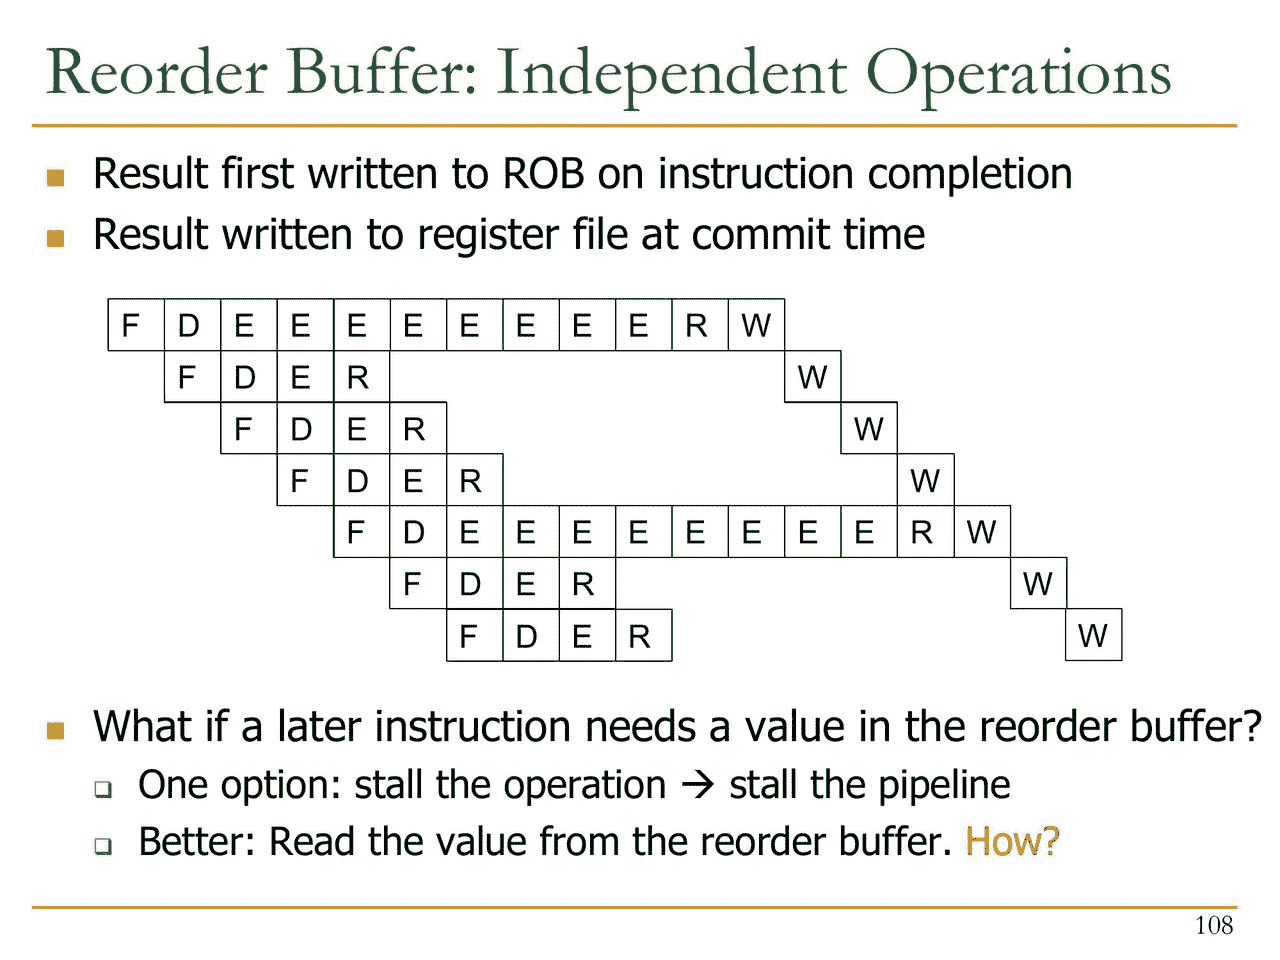 Reorder Buffer: Independent Operations
Result first written to ROB on instruction completion
Result written to register file at commit time
F D E E E E E E E E R W
F D E R W
F D E R W
F D E R W
F D E E E E E E E E R W
F D E R W
F D E R W
What if a later instruction needs a value in the reorder buffer?
One option: stall the operation → stall the pipeline
Better: Read the value from the reorder buffer. How?
108